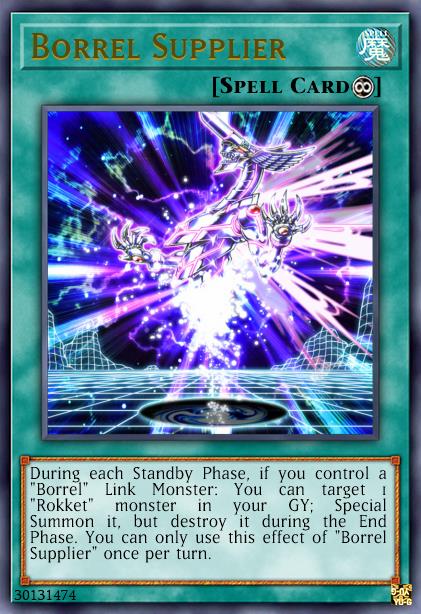 Borrel Supplier
SPELL
魔
[Spell Card]
During each Standby Phase, if you control a
"Borrel" Link Monster: You can target 1
"Rokket" monster in your GY; Special
Summon it, but destroy it during the End
Phase. You can only use this effect of "Borrel
Supplier" once per turn.
30131474